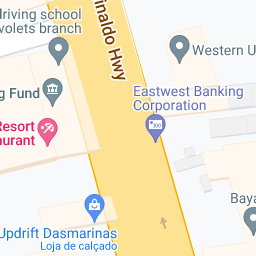 driving school
volets branch
inaldo Hwy
Western U
g Fund
Eastwest Banking
Corporation
Resort
aurant
Baya
Updrift Dasmarinas
Loja de calçado